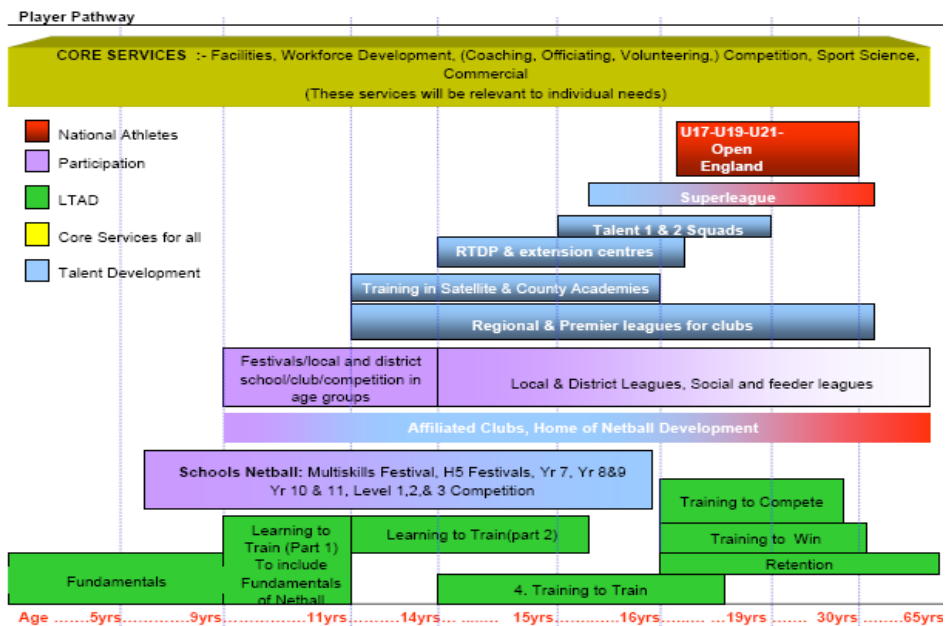 Player Pathway
CORE SERVICES :- Facilities, Workforce Development, (Coaching, Officiating, Volunteering,) Competition, Sport Science,
Commercial
(These services will be relevant to individual needs)
National Athletes
Participation
LTAD
Core Services for all
Talent Development
U17-U19-U21-
Open
England
Superleague
Talent 1 & 2 Squads
RTDP & extension centres
Training in Satellite & County Academies
Regional & Premier leagues for clubs
Festivals/local and district
school/club/competition in
age groups
Local & District Leagues, Social and feeder leagues
Affiliated Clubs, Home of Netball Development
Schools Netball: Multiskills Festival, H5 Festivals, Yr 7, Yr 8&9
Yr 10 & 11, Level 1,2,& 3 Competition
Training to Compete
Learning to
Train (Part 1)
To include
Fundamentals
of Netball
Learning to Train(part 2)
Training to Win
Retention
Fundamentals
4. Training to Train
Age .......5yrs .........9yrs ..........11yrs .......14yrs... ... ......15yrs .........16yrs... ... ...19yrs ......30yrs.......65yrs